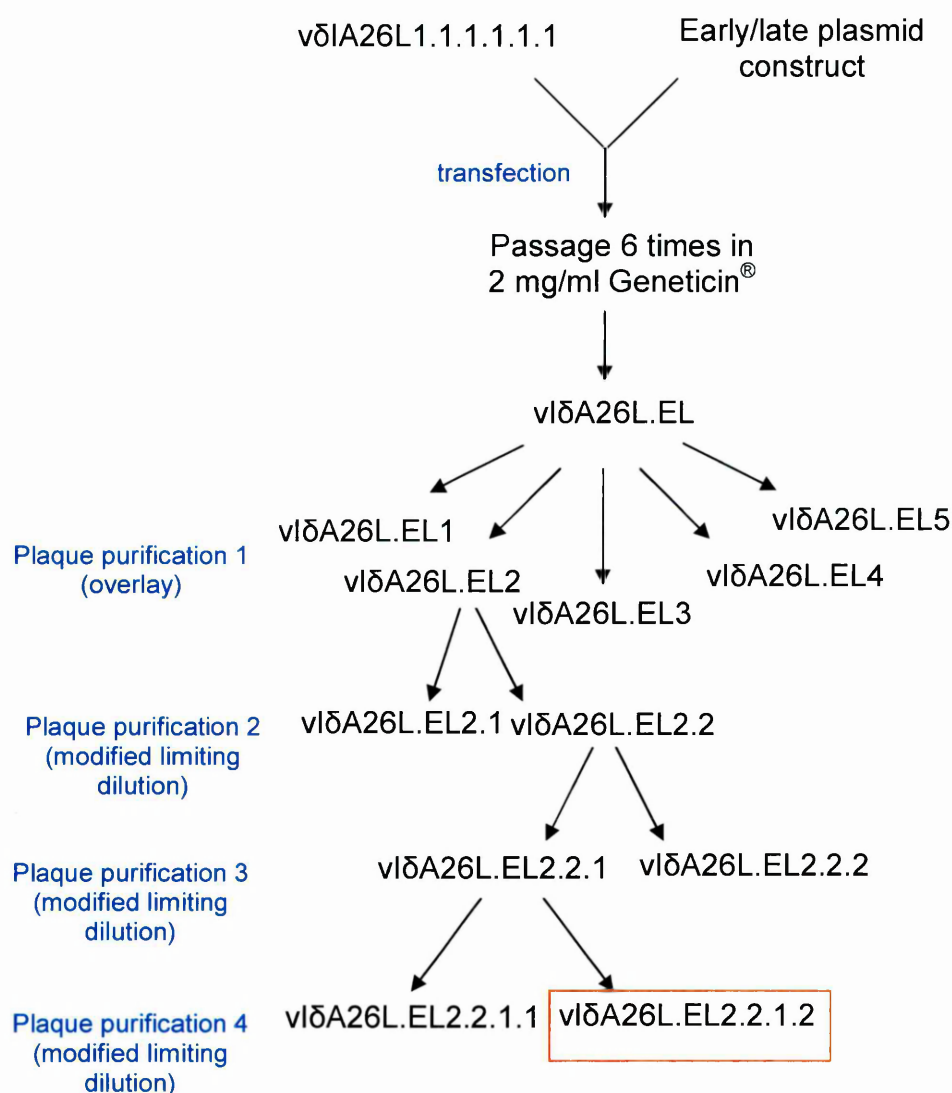 vδlA26L1.1.1.1.1.1
Early/late plasmid
construct
transfection
Passage 6 times in
2 mg/ml Geneticin®
vlδA26L.EL
Plaque purification 1
(overlay)
vlδA26L.EL1
vlδA26L.EL2
vlδA26L.EL3
vlδA26L.EL4
vlδA26L.EL5
Plaque purification 2
(modified limiting
dilution)
vlδA26L.EL2.1
vlδA26L.EL2.2
Plaque purification 3
(modified limiting
dilution)
vlδA26L.EL2.2.1
vlδA26L.EL2.2.2
Plaque purification 4
(modified limiting
dilution)
vlδA26L.EL2.2.1.1
vlδA26L.EL2.2.1.2